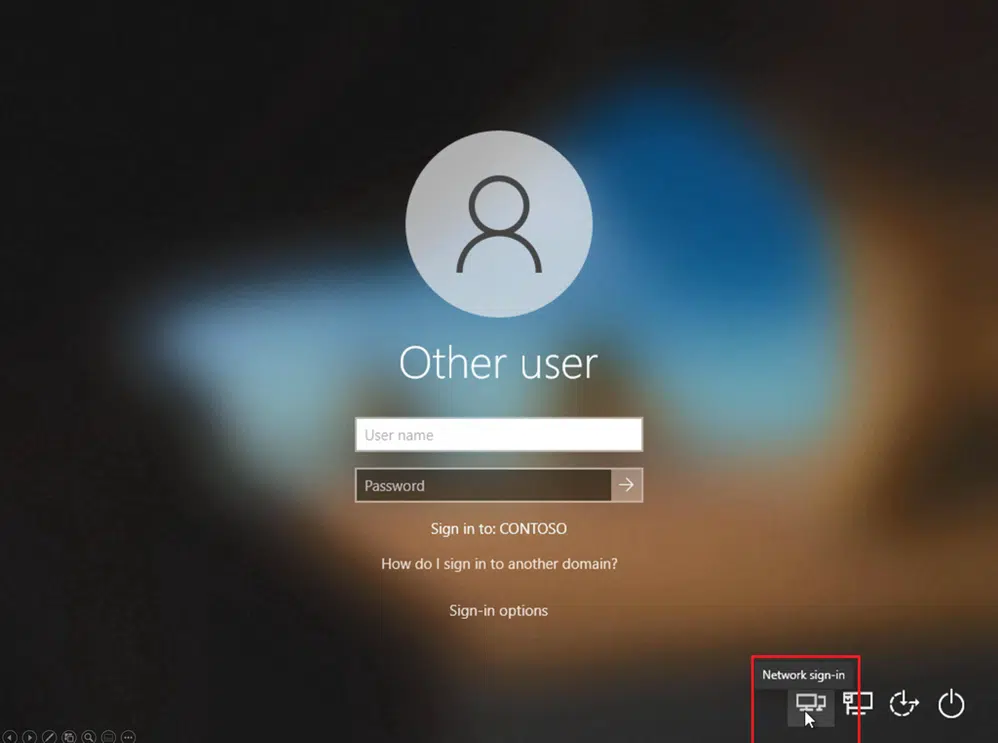 Other user
User name
Password
Sign in to: CONTOSO
How do I sign in to another domain?
Sign-in options
Network sign-in